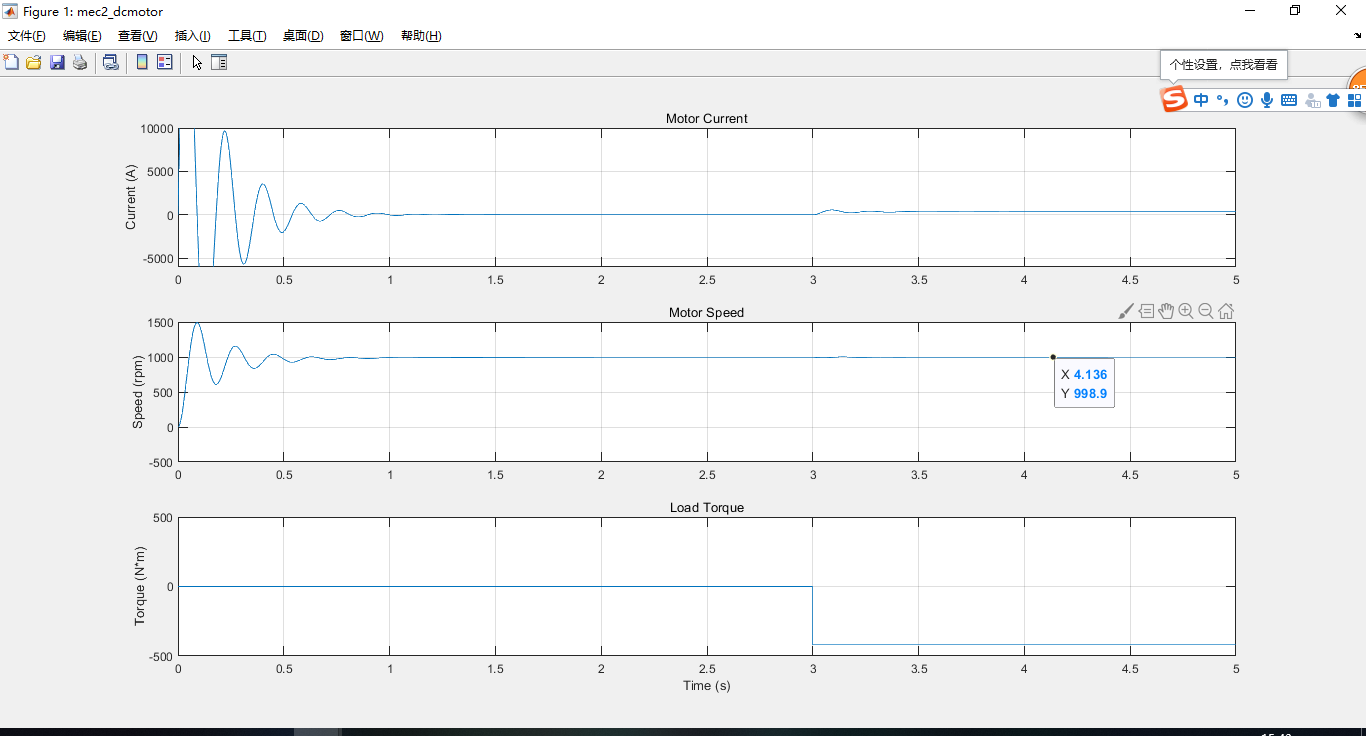 Figure 1: mec2_dcmotor
文件(F) 编辑(E) 查看(V) 插入(I) 工具(T) 桌面(D) 窗口(W) 帮助(H)
个性设置，点我看看
中
Motor Current
10000
5000
0
-5000
Current (A)
0 0.5 1 1.5 2 2.5 3 3.5 4 4.5 5
Motor Speed
1500
1000
500
0
-500
Speed (rpm)
X 4.136
Y 998.9
0 0.5 1 1.5 2 2.5 3 3.5 4 4.5 5
Load Torque
500
0
-500
Torque (N*m)
0 0.5 1 1.5 2 2.5 3 3.5 4 4.5 5
Time (s)